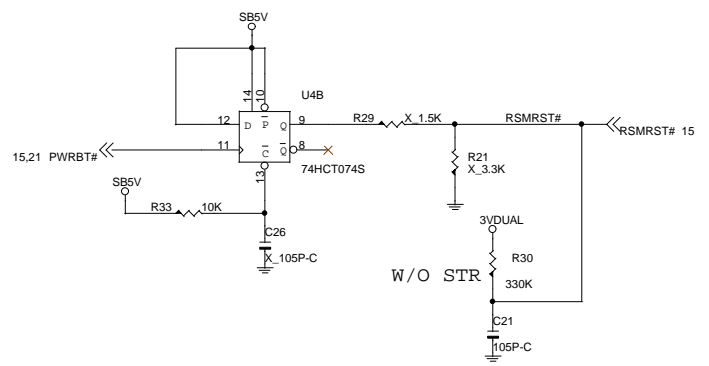 SB5V
14
10
U4B
12
D
P
Q
9
R29
X_1.5K
RSMRST#
RSMRST# 15
15,21 PWRBT#
11
C
Q
8
74HCT074S
R21
X_3.3K
13
SB5V
R33
10K
C26
X_105P-C
3VDUAL
R30
W/O STR
330K
C21
105P-C